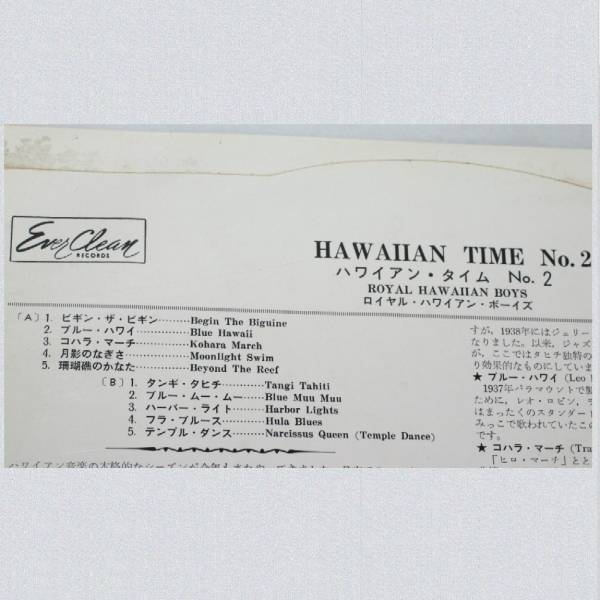 Ever Clean
RECORDS
HAWAIIAN TIME No. 2
ハワイアン・タイム No. 2
ROYAL HAWAIIAN BOYS
ロイヤル・ハワイアン・ボーイズ
〔A〕1. ビギン・ザ・ビギン…………Begin The Biguine
2. ブルー・ハワイ…………Blue Hawaii
3. コハラ・マーチ…………Kohara March
4. 月影のなぎさ…………Moonlight Swim
5. 珊瑚礁のかなた…………Beyond The Reef
〔B〕1. タンギ・タヒチ…………Tangi Tahiti
2. ブルー・ムー・ムー…………Blue Muu Muu
3. ハーバー・ライト…………Harbor Lights
4. フラ・ブルース…………Hula Blues
5. テンプル・ダンス…………Narcissus Queen (Temple Dance)
すが、1938年にはジェリー
なりました。以来、ジャズ
が、ここではタヒチ独特の
り効果的なものにしています
★ ブルー・ハワイ (Leo
1937年パラマウントで製
ために、レオ・ロビン、ラ
はまったくのスタンダード
みっこで歌われていたこの
です。
★ コハラ・マーチ (Tra
「ヒロ・マーチ」とと